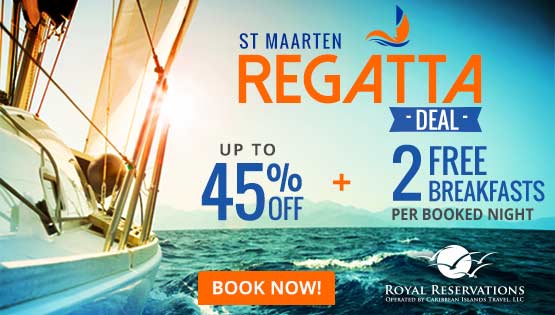 ST MAARTEN
REGATTA
- DEAL -
UP TO
45% OFF
+
2 FREE
BREAKFASTS
PER BOOKED NIGHT
BOOK NOW!
ROYAL RESERVATIONS
OPERATED BY CARIBBEAN ISLANDS TRAVEL, LLC